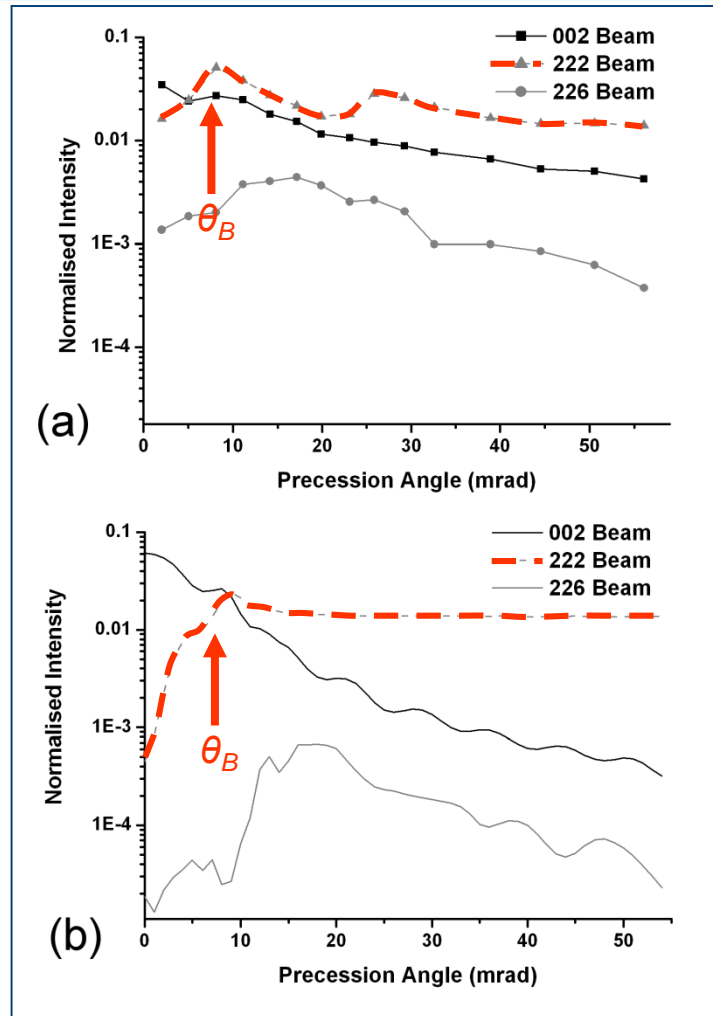 0.1
002 Beam
222 Beam
226 Beam
0.01
1E-3
1E-4
Normalised Intensity
θB
(a)
0 10 20 30 40 50
Precession Angle (mrad)
0.1
002 Beam
222 Beam
226 Beam
0.01
1E-3
1E-4
Normalised Intensity
θB
(b)
0 10 20 30 40 50
Precession Angle (mrad)